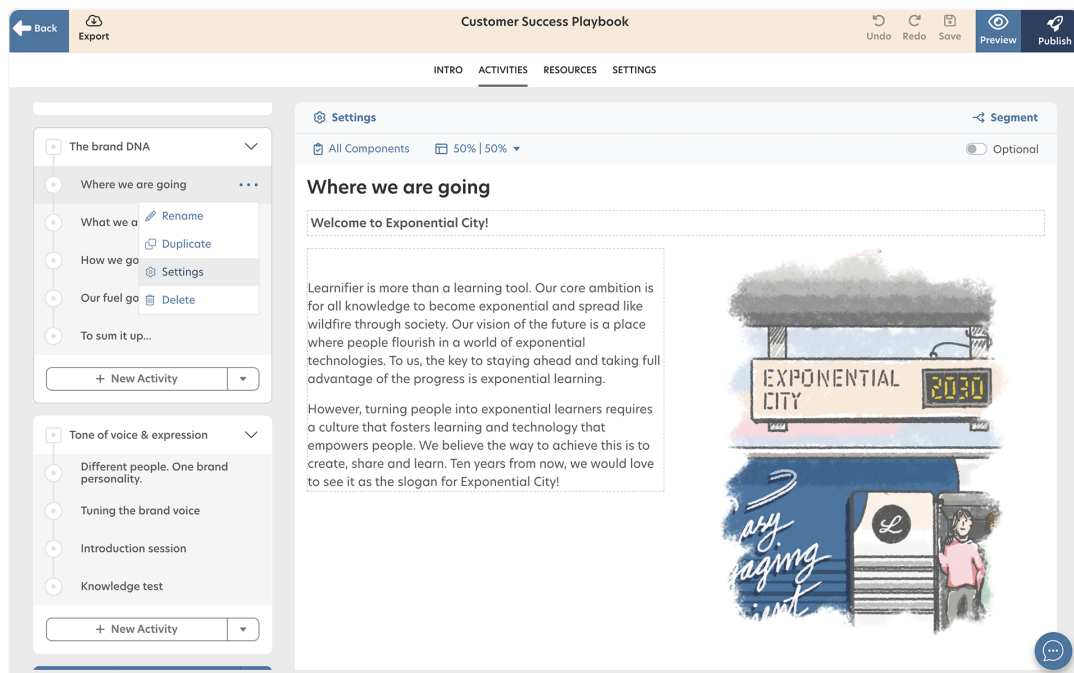 Back
Export
Customer Success Playbook
Undo
Redo
Save
Preview
Publish
INTRO
ACTIVITIES
RESOURCES
SETTINGS
The brand DNA
Where we are going
What we a
How we go
Our fuel go
To sum it up...
Rename
Duplicate
Settings
Delete
+ New Activity
Tone of voice & expression
Different people. One brand
personality.
Tuning the brand voice
Introduction session
Knowledge test
+ New Activity
Settings
Segment
All Components
50% | 50%
Optional
Where we are going
Welcome to Exponential City!
Learnifier is more than a learning tool. Our core ambition is
for all knowledge to become exponential and spread like
wildfire through society. Our vision of the future is a place
where people flourish in a world of exponential
technologies. To us, the key to staying ahead and taking full
advantage of the progress is exponential learning.
However, turning people into exponential learners requires
a culture that fosters learning and technology that
empowers people. We believe the way to achieve this is to
create, share and learn. Ten years from now, we would love
to see it as the slogan for Exponential City!
EXPONENTIAL
CITY
2030
L